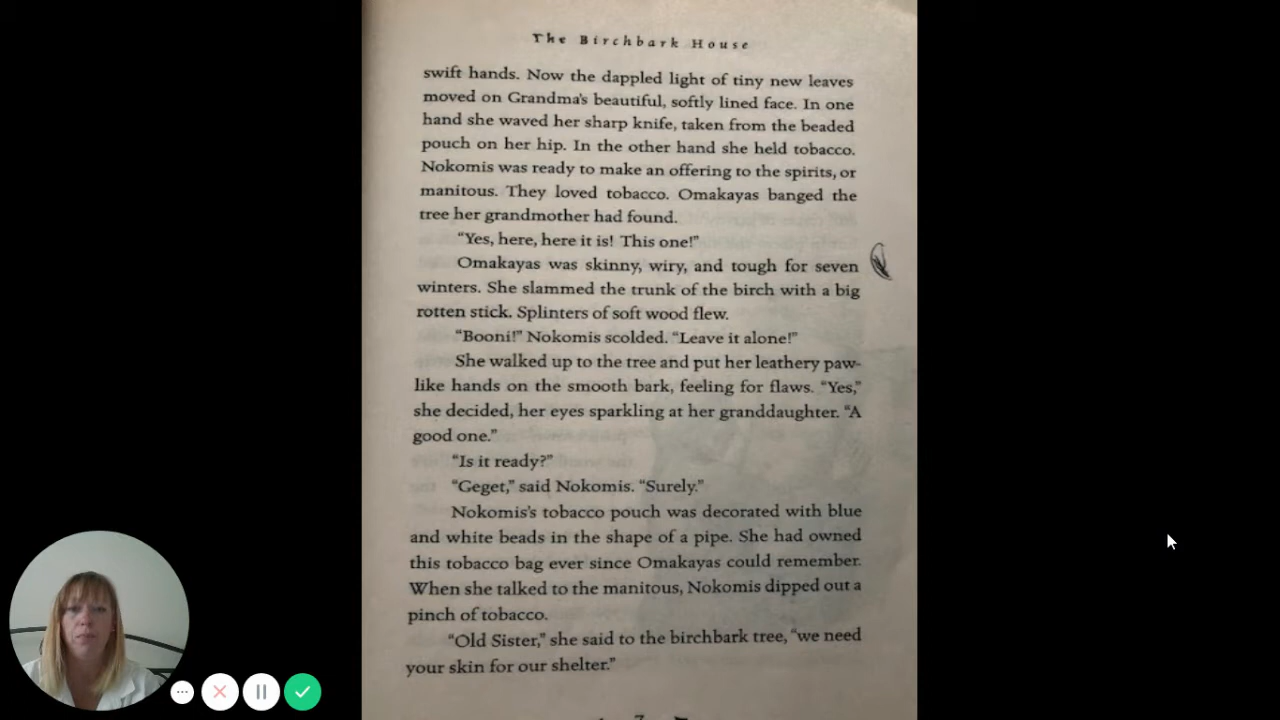 The Birchbark House
swift hands. Now the dappled light of tiny new leaves
moved on Grandma's beautiful, softly lined face. In one
hand she waved her sharp knife, taken from the beaded
pouch on her hip. In the other hand she held tobacco.
Nokomis was ready to make an offering to the spirits, or
manitous. They loved tobacco. Omakayas banged the
tree her grandmother had found.
"Yes, here, here it is! This one!"
Omakayas was skinny, wiry, and tough for seven
winters. She slammed the trunk of the birch with a big
rotten stick. Splinters of soft wood flew.
"Booni!" Nokomis scolded. "Leave it alone!"
She walked up to the tree and put her leathery paw-
like hands on the smooth bark, feeling for flaws. "Yes,"
she decided, her eyes sparkling at her granddaughter. "A
good one."
"Is it ready?"
"Geget," said Nokomis. "Surely."
Nokomis's tobacco pouch was decorated with blue
and white beads in the shape of a pipe. She had owned
this tobacco bag ever since Omakayas could remember.
When she talked to the manitous, Nokomis dipped out a
pinch of tobacco.
"Old Sister," she said to the birchbark tree, "we need
your skin for our shelter."